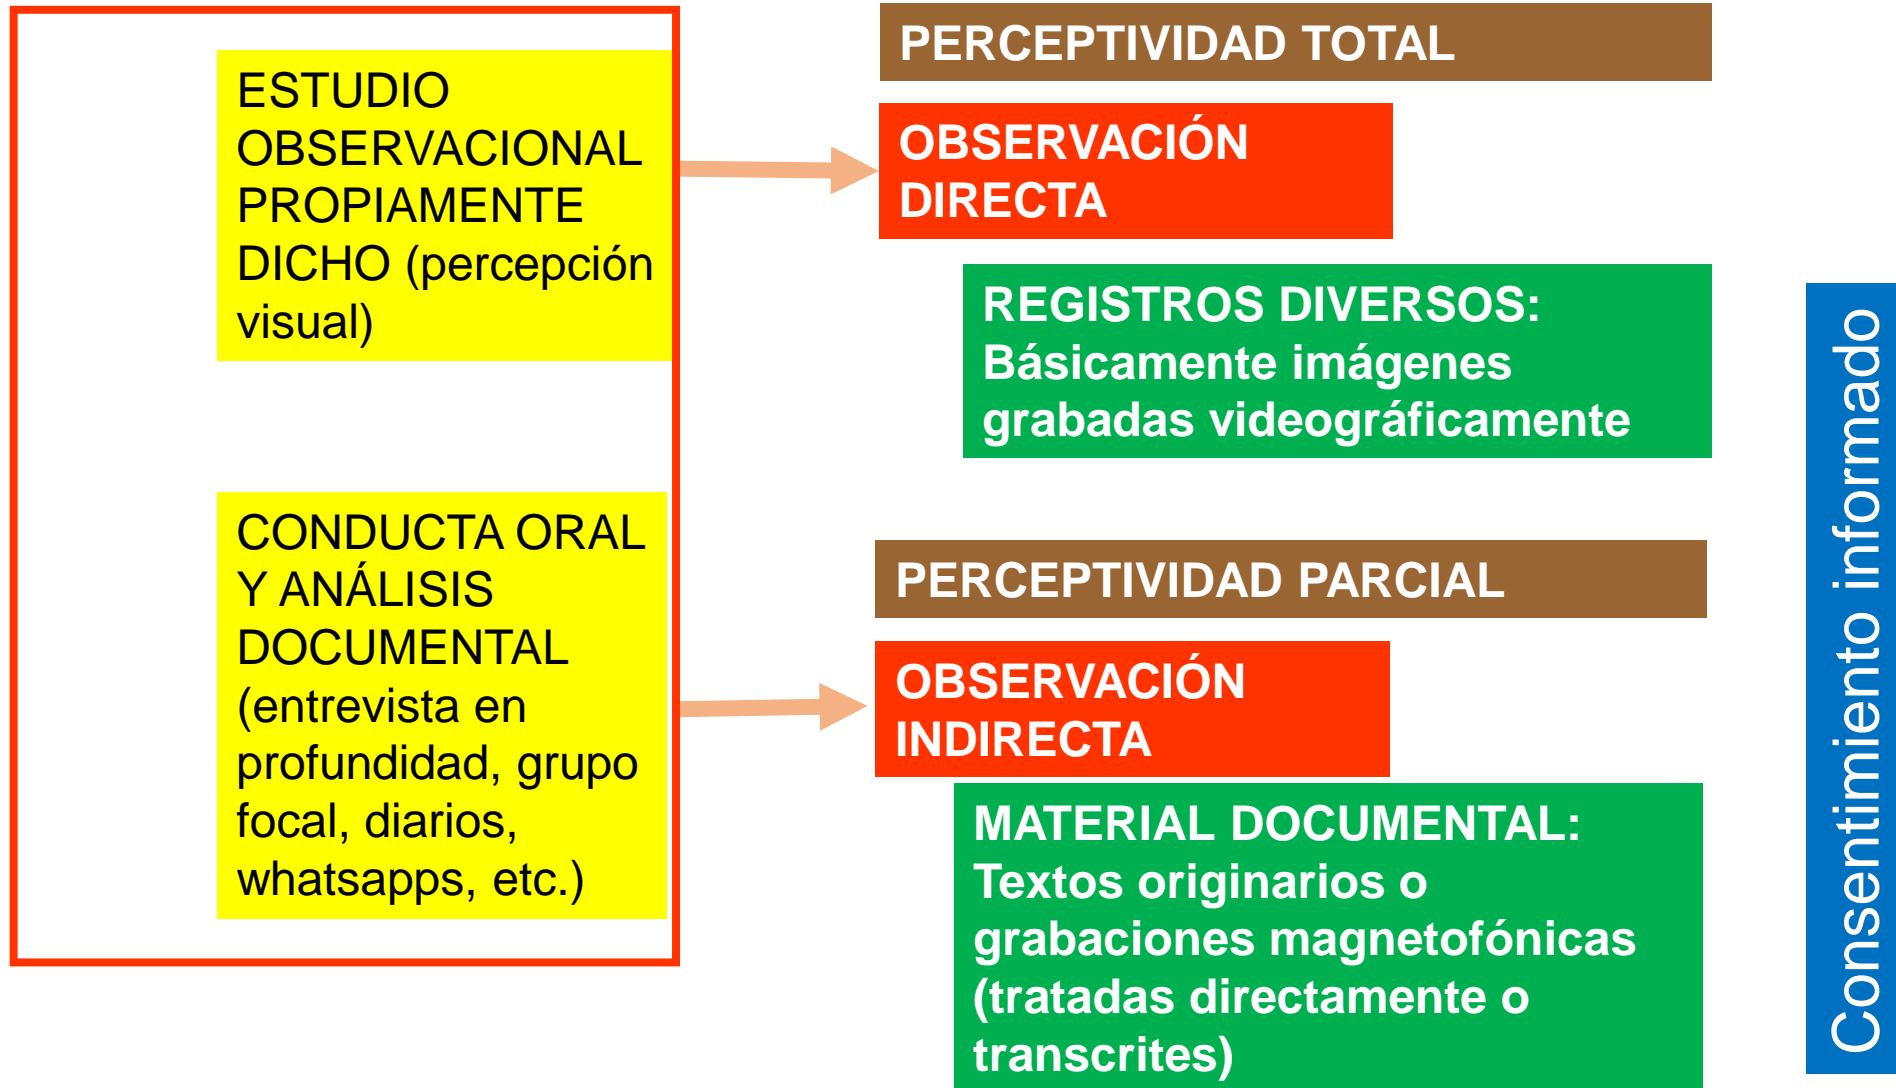 ESTUDIO
OBSERVACIONAL
PROPIAMENTE
DICHO (percepción
visual)
PERCEPTIVIDAD TOTAL
OBSERVACIÓN
DIRECTA
REGISTROS DIVERSOS:
Básicamente imágenes
grabadas videográficamente
CONDUCTA ORAL
Y ANÁLISIS
DOCUMENTAL
(entrevista en
profundidad, grupo
focal, diarios,
whatsapps, etc.)
PERCEPTIVIDAD PARCIAL
OBSERVACIÓN
INDIRECTA
MATERIAL DOCUMENTAL:
Textos originarios o
grabaciones magnetofónicas
(tratadas directamente o
transcrites)
Consentimiento informado